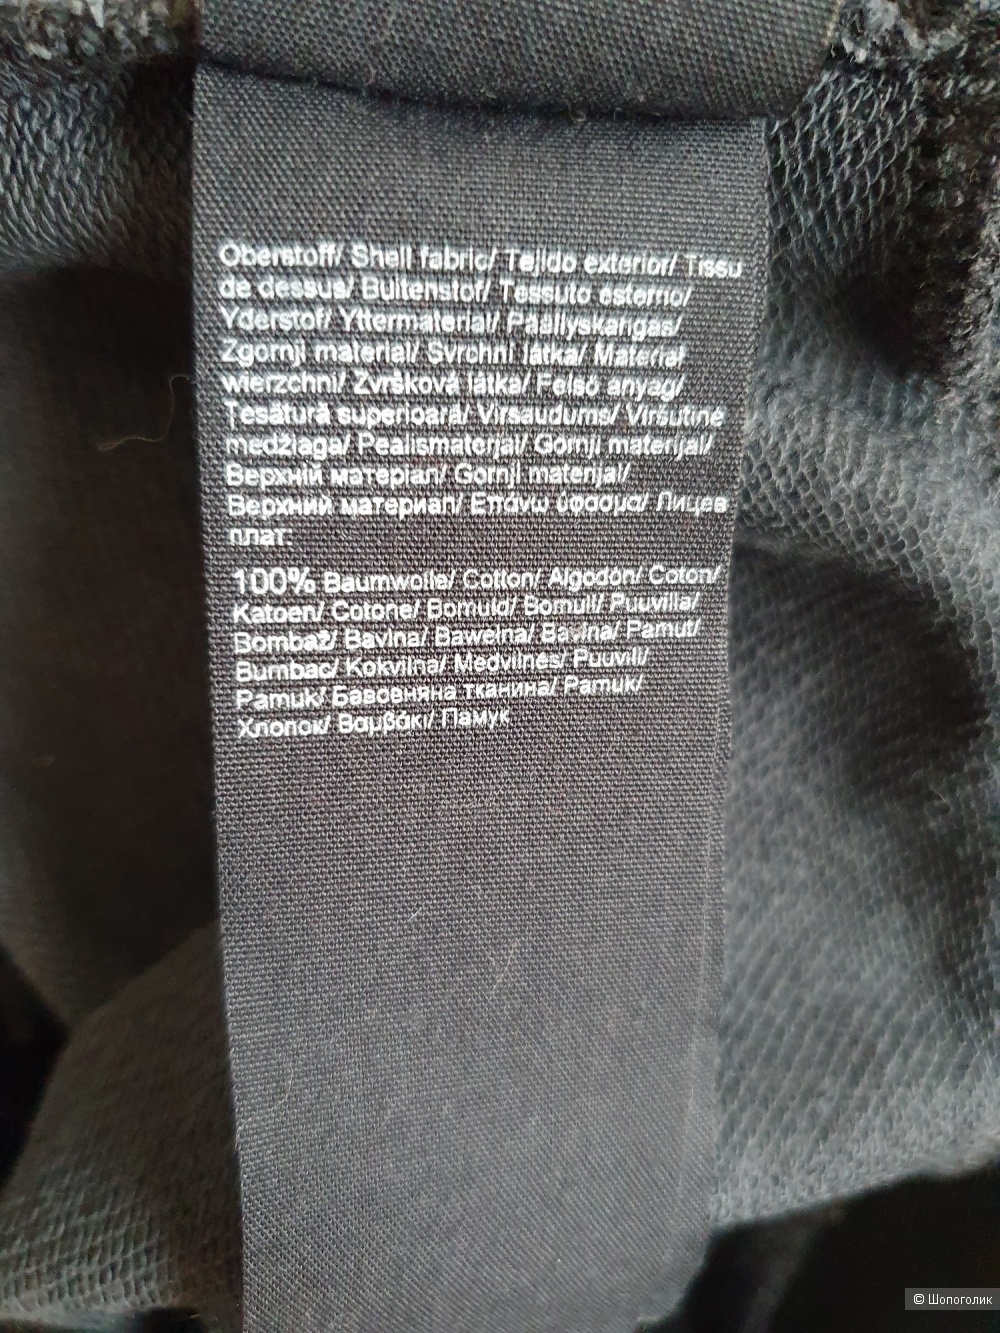 Oberstoff/ Shell fabric/ Tejido exterior/ Tissu
de dessus/ Buitenstof/ Tessuto esterno/
Yderstof/ Yttermaterial/ Päällyskangas/
Zgornji material/ Svrchní látka/ Materiał
wierzchni/ Zvršková látka/ Felső anyag/
Țesătură superioară/ Virsaudums/ Viršutinė
medžiaga/ Pealismaterjal/ Gornji materijal/
Верхній матеріал/ Gornji materijal/
Верхний материал/ Επάνω ύφασμα/ Лицев
плат:
100% Baumwolle/ Cotton/ Algodón/ Coton/
Katoen/ Cotone/ Bomuld/ Bomull/ Puuvilla/
Bombaž/ Bavlna/ Bawełna/ Bavlna/ Pamut/
Bumbac/ Kokvilna/ Medvilnės/ Puuvill/
Pamuk/ Бавовняна тканина/ Pamuk/
Хлопок/ Βαμβάκι/ Памук
© Шопоголик